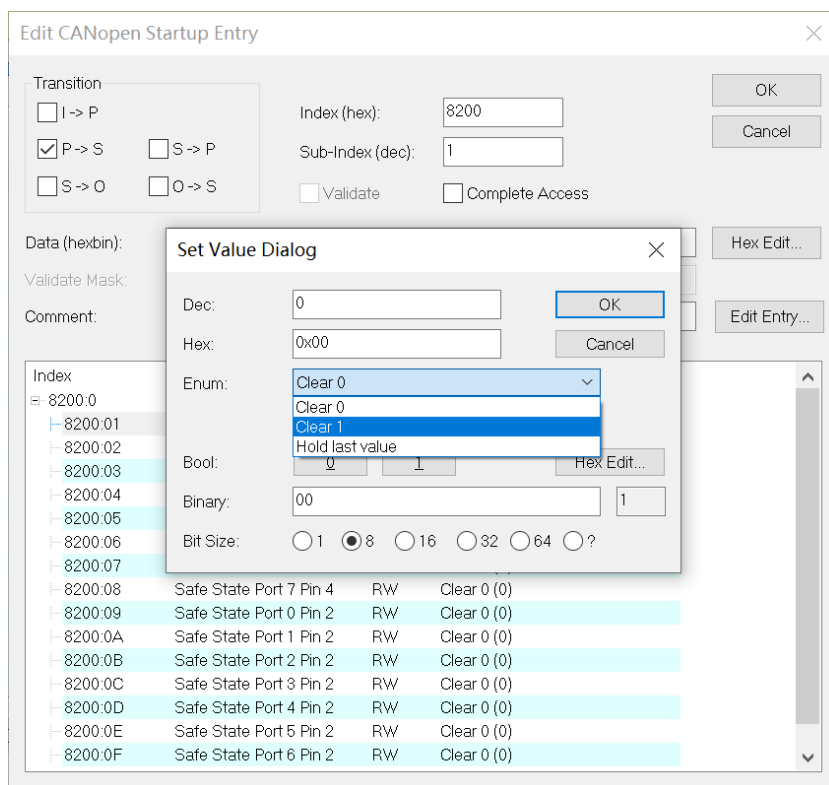 Edit CANopen Startup Entry
Transition
I -> P
P -> S
S -> P
S -> O
O -> S
Index (hex):
8200
Sub-Index (dec):
1
Validate
Complete Access
OK
Cancel
Data (hexbin):
Hex Edit...
Validate Mask:
Comment:
Edit Entry...
Set Value Dialog
Dec:
0
OK
Hex:
0x00
Cancel
Enum:
Clear 0
Clear 0
Clear 1
Hold last value
Bool:
0
1
Hex Edit...
Binary:
00
1
Bit Size:
1
8
16
32
64
?
Index
8200:0
8200:01
8200:02
8200:03
8200:04
8200:05
8200:06
8200:07
8200:08 Safe State Port 7 Pin 4 RW Clear 0 (0)
8200:09 Safe State Port 0 Pin 2 RW Clear 0 (0)
8200:0A Safe State Port 1 Pin 2 RW Clear 0 (0)
8200:0B Safe State Port 2 Pin 2 RW Clear 0 (0)
8200:0C Safe State Port 3 Pin 2 RW Clear 0 (0)
8200:0D Safe State Port 4 Pin 2 RW Clear 0 (0)
8200:0E Safe State Port 5 Pin 2 RW Clear 0 (0)
8200:0F Safe State Port 6 Pin 2 RW Clear 0 (0)